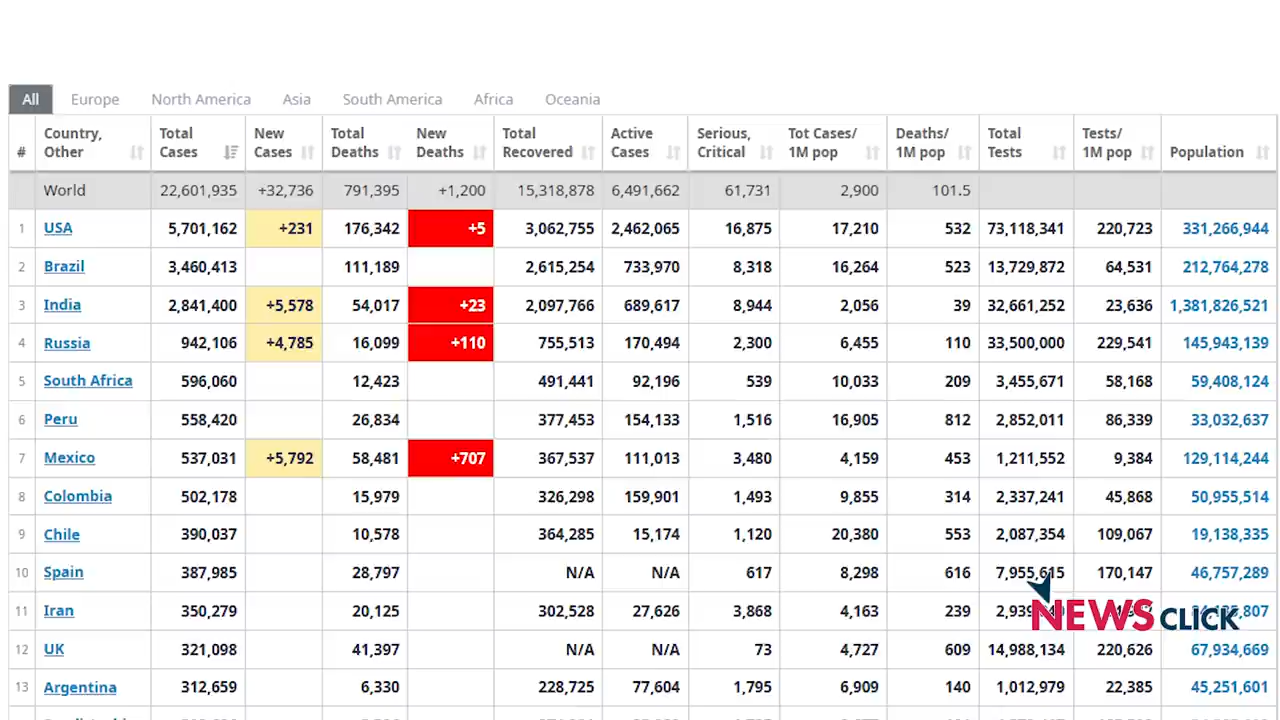 All Europe North America Asia South America Africa Oceania
# Country, Other Total Cases New Cases Total Deaths New Deaths Total Recovered Active Cases Serious, Critical Tot Cases/ 1M pop Deaths/ 1M pop Total Tests Tests/ 1M pop Population
World 22,601,935 +32,736 791,395 +1,200 15,318,878 6,491,662 61,731 2,900 101.5
1 USA 5,701,162 +231 176,342 +5 3,062,755 2,462,065 16,875 17,210 532 73,118,341 220,723 331,266,944
2 Brazil 3,460,413 111,189 2,615,254 733,970 8,318 16,264 523 13,729,872 64,531 212,764,278
3 India 2,841,400 +5,578 54,017 +23 2,097,766 689,617 8,944 2,056 39 32,661,252 23,636 1,381,826,521
4 Russia 942,106 +4,785 16,099 +110 755,513 170,494 2,300 6,455 110 33,500,000 229,541 145,943,139
5 South Africa 596,060 12,423 491,441 92,196 539 10,033 209 3,455,671 58,168 59,408,124
6 Peru 558,420 26,834 377,453 154,133 1,516 16,905 812 2,852,011 86,339 33,032,637
7 Mexico 537,031 +5,792 58,481 +707 367,537 111,013 3,480 4,159 453 1,211,552 9,384 129,114,244
8 Colombia 502,178 15,979 326,298 159,901 1,493 9,855 314 2,337,241 45,868 50,955,514
9 Chile 390,037 10,578 364,285 15,174 1,120 20,380 553 2,087,354 109,067 19,138,335
10 Spain 387,985 28,797 N/A N/A 617 8,298 616 7,955,615 170,147 46,757,289
11 Iran 350,279 20,125 302,528 27,626 3,868 4,163 239
NEWSCLICK
12 UK 321,098 41,397 N/A N/A 73 4,727 609 14,988,134 220,626 67,934,669
13 Argentina 312,659 6,330 228,725 77,604 1,795 6,909 140 1,012,979 22,385 45,251,601